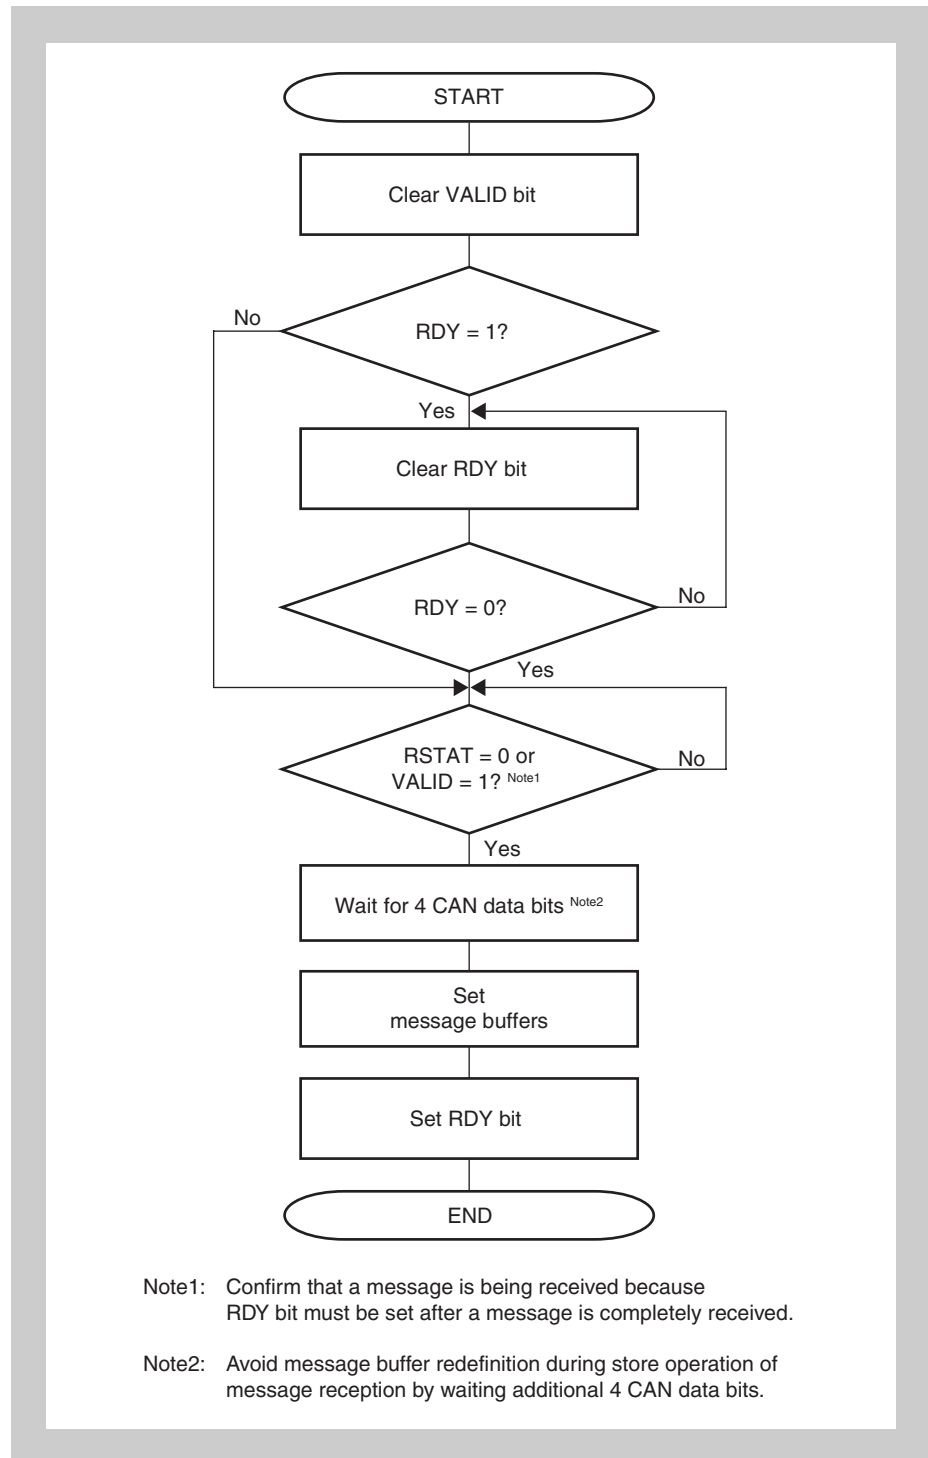 START
Clear VALID bit
No
RDY = 1?
Yes
Clear RDY bit
RDY = 0?
No
Yes
RSTAT = 0 or
VALID = 1? Note1
No
Yes
Wait for 4 CAN data bits Note2
Set
message buffers
Set RDY bit
END
Note1: Confirm that a message is being received because
RDY bit must be set after a message is completely received.
Note2: Avoid message buffer redefinition during store operation of
message reception by waiting additional 4 CAN data bits.